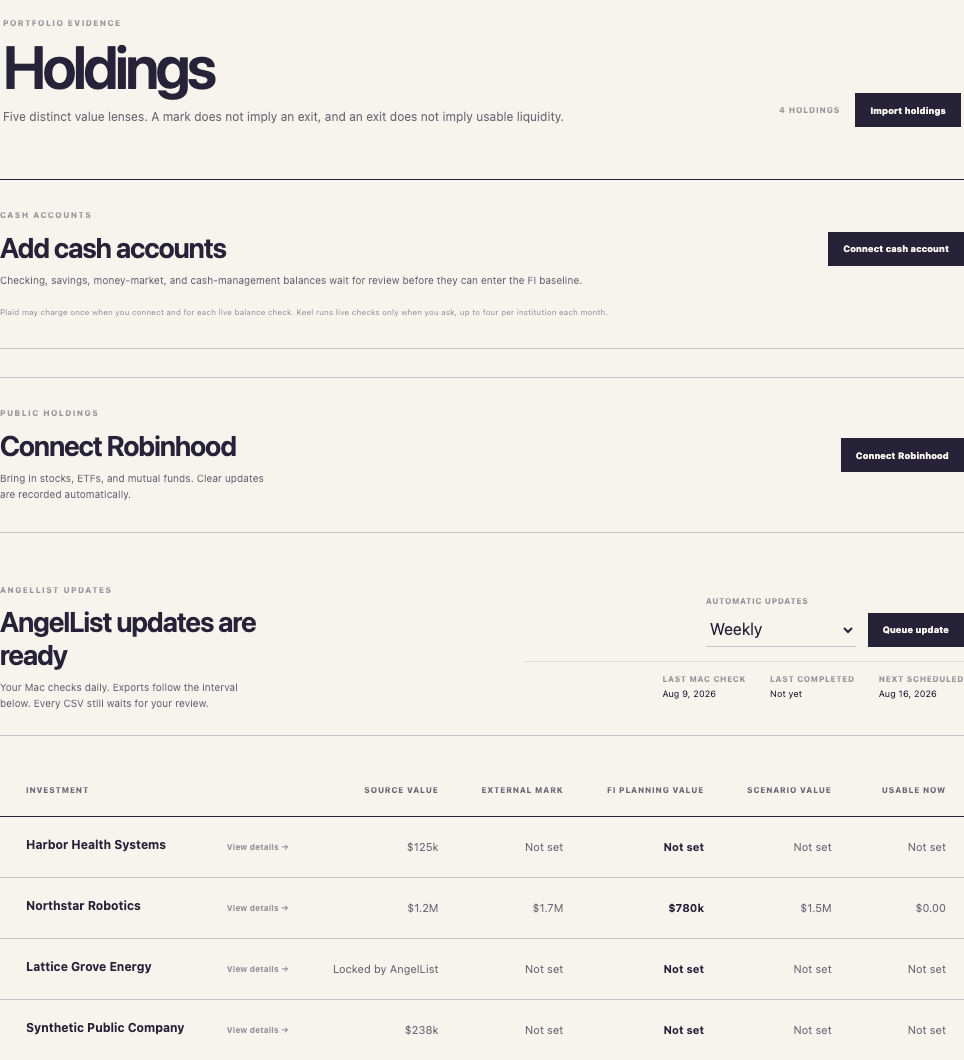 PORTFOLIO EVIDENCE
Holdings
Five distinct value lenses. A mark does not imply an exit, and an exit does not imply usable liquidity.
4 HOLDINGS
Import holdings
CASH ACCOUNTS
Add cash accounts
Connect cash account
Checking, savings, money-market, and cash-management balances wait for review before they can enter the FI baseline.
Plaid may charge once when you connect and for each live balance check. Keel runs live checks only when you ask, up to four per institution each month.
PUBLIC HOLDINGS
Connect Robinhood
Connect Robinhood
Bring in stocks, ETFs, and mutual funds. Clear updates
are recorded automatically.
ANGELLIST UPDATES
AngelList updates are
ready
Your Mac checks daily. Exports follow the interval
below. Every CSV still waits for your review.
AUTOMATIC UPDATES
Weekly
Queue update
LAST MAC CHECK LAST COMPLETED NEXT SCHEDULED
Aug 9, 2026 Not yet Aug 16, 2026
INVESTMENT SOURCE VALUE EXTERNAL MARK FI PLANNING VALUE SCENARIO VALUE USABLE NOW
Harbor Health Systems View details → $125k Not set Not set Not set Not set
Northstar Robotics View details → $1.2M $1.7M $780k $1.5M $0.00
Lattice Grove Energy View details → Locked by AngelList Not set Not set Not set Not set
Synthetic Public Company View details → $238k Not set Not set Not set Not set